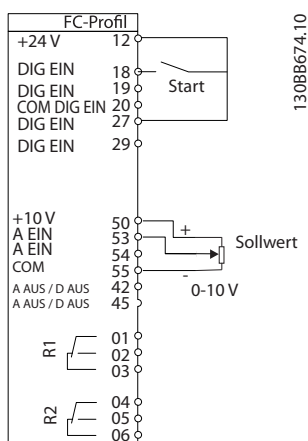 FC-Profil
+24 V 12
DIG EIN 18
DIG EIN 19
COM DIG EIN 20
DIG EIN 27
DIG EIN 29
Start
+10 V 50
A EIN 53
A EIN 54
COM 55
A AUS / D AUS 42
A AUS / D AUS 45
+
-
Sollwert
0-10 V
R1
01
02
03
R2
04
05
06
130BB674.10